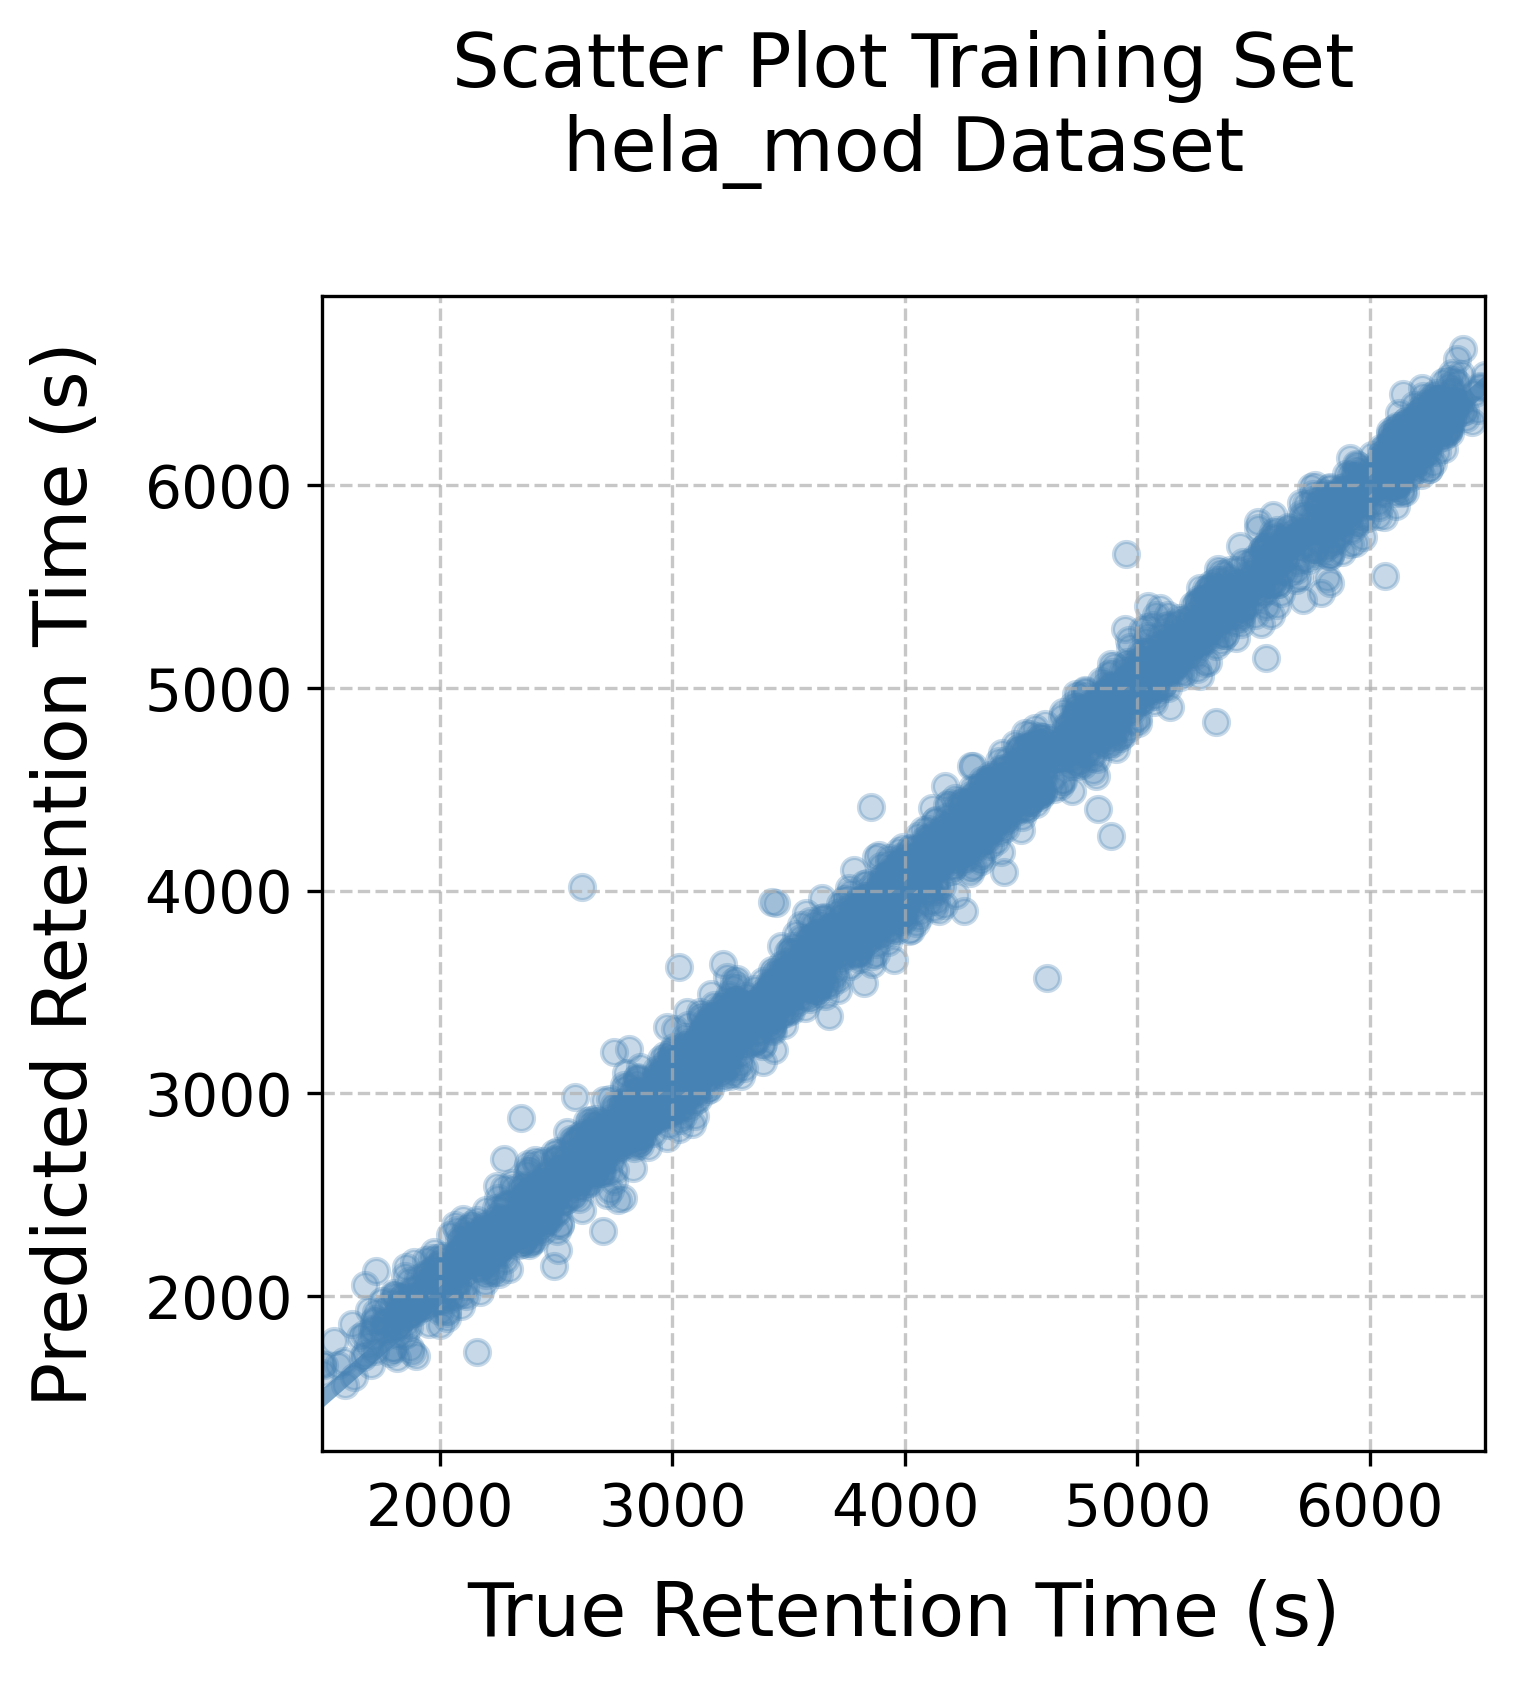 Scatter Plot Training Set
hela_mod Dataset
Predicted Retention Time (s)
6000
5000
4000
3000
2000
2000 3000 4000 5000 6000
True Retention Time (s)